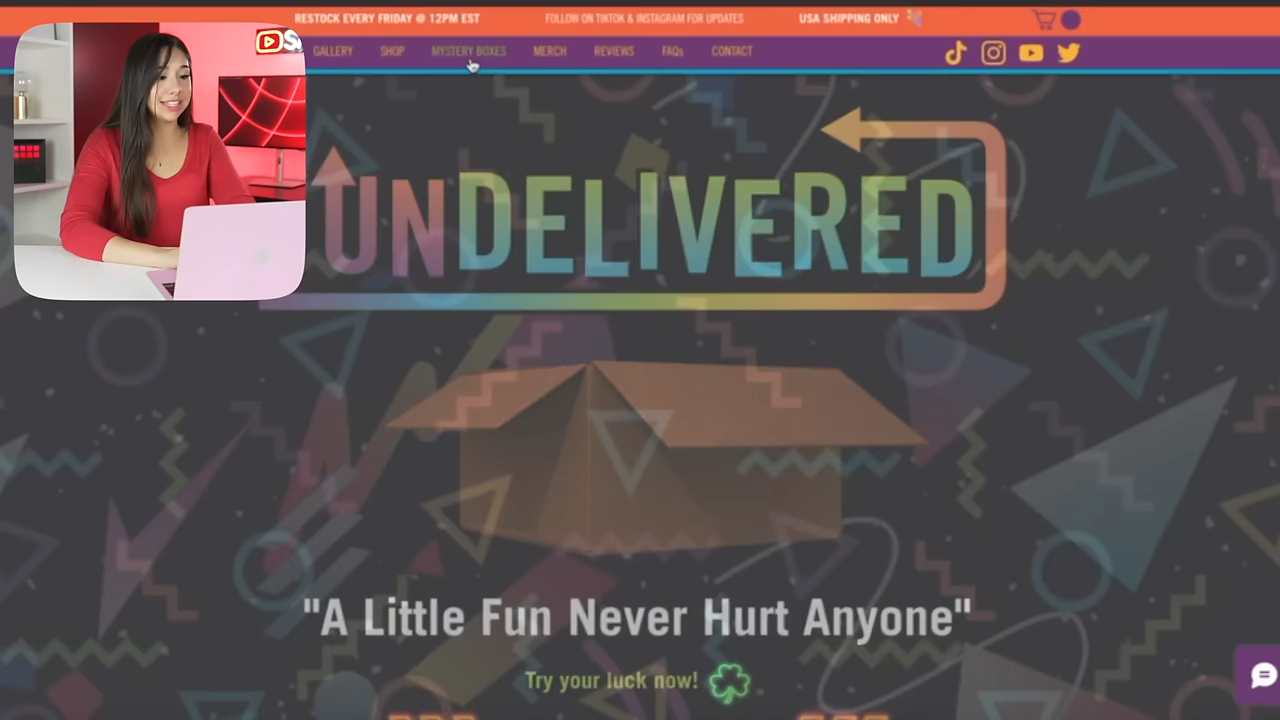 RESTOCK EVERY FRIDAY @ 12PM EST
FOLLOW ON TIKTOK & INSTAGRAM FOR UPDATES
USA SHIPPING ONLY
GALLERY
SHOP
MYSTERY BOXES
MERCH
REVIEWS
FAQs
CONTACT
UNDELIVERED
"A Little Fun Never Hurt Anyone"
Try your luck now!